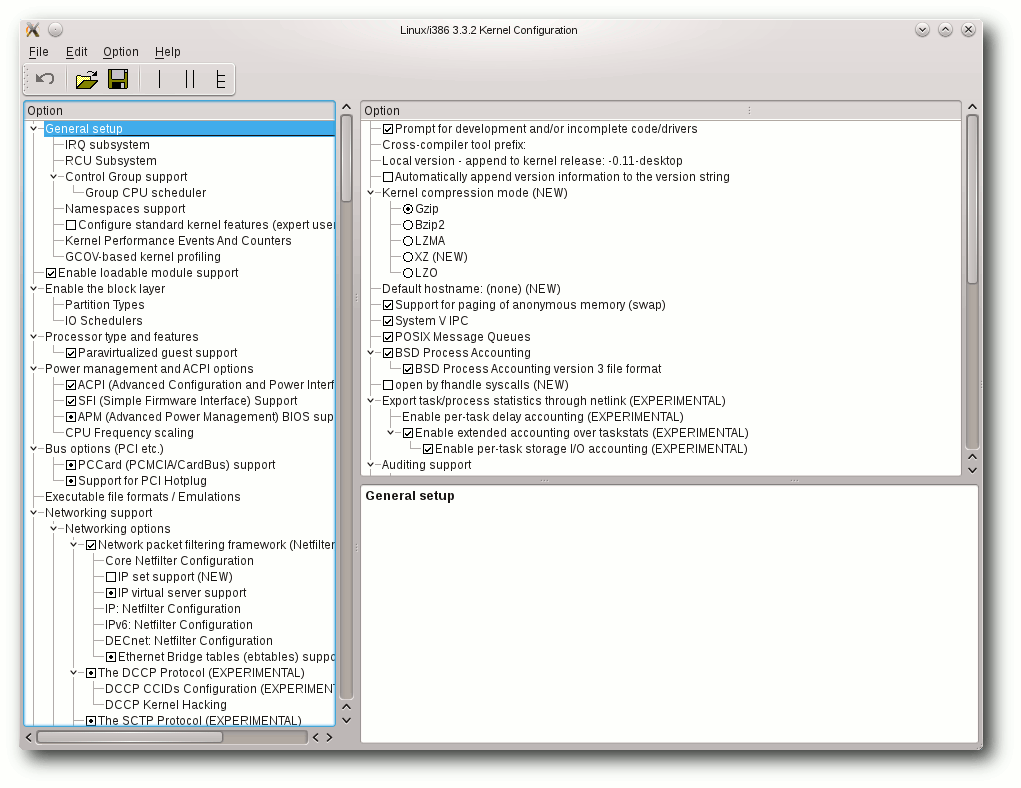 Linux/i386 3.3.2 Kernel Configuration
File Edit Option Help
Option
General setup
IRQ subsystem
RCU Subsystem
Control Group support
Group CPU scheduler
Namespaces support
Configure standard kernel features (expert user
Kernel Performance Events And Counters
GCOV-based kernel profiling
Enable loadable module support
Enable the block layer
Partition Types
IO Schedulers
Processor type and features
Paravirtualized guest support
Power management and ACPI options
ACPI (Advanced Configuration and Power Interf
SFI (Simple Firmware Interface) Support
APM (Advanced Power Management) BIOS sup
CPU Frequency scaling
Bus options (PCI etc.)
PCCard (PCMCIA/CardBus) support
Support for PCI Hotplug
Executable file formats / Emulations
Networking support
Networking options
Network packet filtering framework (Netfilter
Core Netfilter Configuration
IP set support (NEW)
IP virtual server support
IP: Netfilter Configuration
IPv6: Netfilter Configuration
DECnet: Netfilter Configuration
Ethernet Bridge tables (ebtables) suppo
The DCCP Protocol (EXPERIMENTAL)
DCCP CCIDs Configuration (EXPERIMEN
DCCP Kernel Hacking
The SCTP Protocol (EXPERIMENTAL)
Option
Prompt for development and/or incomplete code/drivers
Cross-compiler tool prefix:
Local version - append to kernel release: -0.11-desktop
Automatically append version information to the version string
Kernel compression mode (NEW)
Gzip
Bzip2
LZMA
XZ (NEW)
LZO
Default hostname: (none) (NEW)
Support for paging of anonymous memory (swap)
System V IPC
POSIX Message Queues
BSD Process Accounting
BSD Process Accounting version 3 file format
open by fhandle syscalls (NEW)
Export task/process statistics through netlink (EXPERIMENTAL)
Enable per-task delay accounting (EXPERIMENTAL)
Enable extended accounting over taskstats (EXPERIMENTAL)
Enable per-task storage I/O accounting (EXPERIMENTAL)
Auditing support
General setup